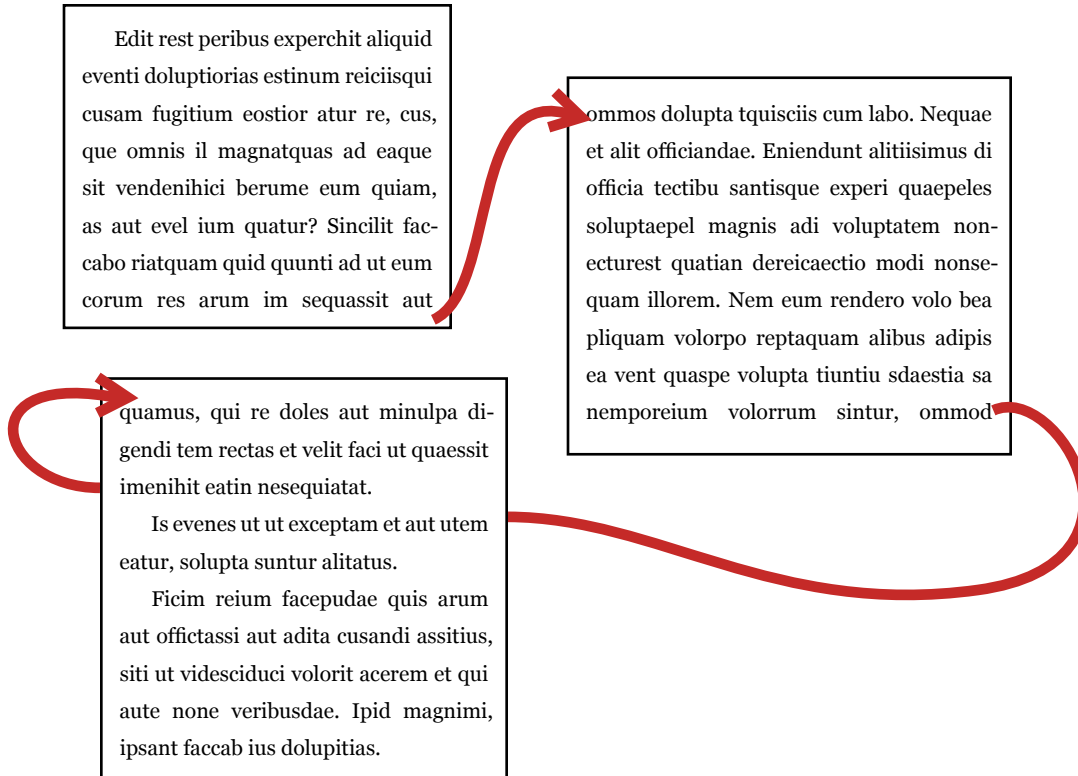 Edit rest peribus experchit aliquid
eventi doluptiorias estinum reiciisqui
cusam fugitium eostior atur re, cus,
que omnis il magnatquas ad eaque
sit vendenihici berume eum quiam,
as aut evel ium quatur? Sincilit fac-
cabo riatquam quid quunti ad ut eum
corum res arum im sequassit aut
ommos dolupta tquisciis cum labo. Nequae
et alit officiandae. Eniendunt alitiisimus di
officia tectibu santisque experi quaepeles
soluptaepel magnis adi voluptatem non-
ecturest quatian dereicaectio modi nonse-
quam illorem. Nem eum rendero volo bea
pliquam volorpo reptaquam alibus adipis
ea vent quaspe volupta tiuntiu sdaestia sa
nemporeium volorrum sintur, ommod
quamus, qui re doles aut minulpa di-
gendi tem rectas et velit faci ut quaessit
imenihit eatin nesequiatat.
Is evenes ut ut exceptam et aut utem
eatur, solupta suntur alitatus.
Ficim reium facepudae quis arum
aut offictassi aut adita cusandi assitius,
siti ut videsciduci volorit acerem et qui
aute none veribusdae. Ipid magnimi,
ipsant faccab ius dolupitias.